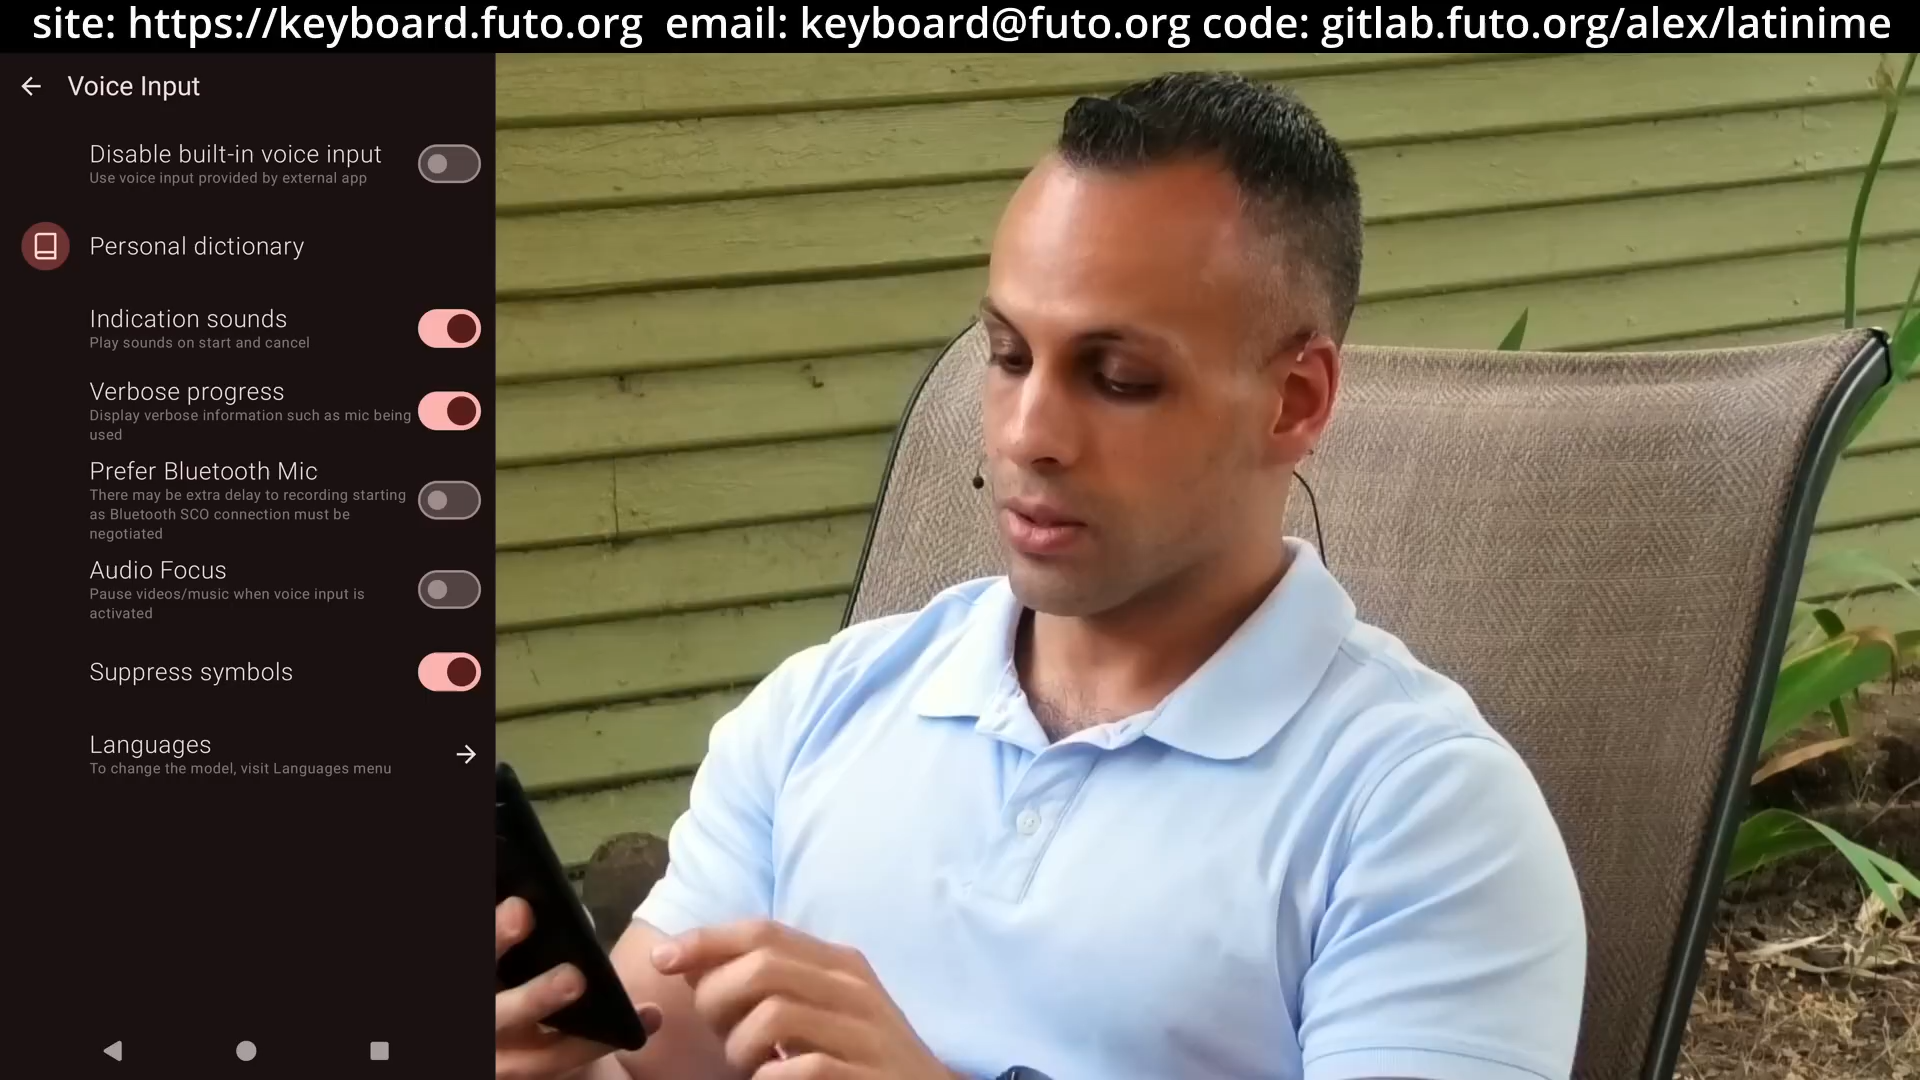 site: https://keyboard.futo.org  email: keyboard@futo.org code: gitlab.futo.org/alex/latinime
Voice Input
Disable built-in voice input
Use voice input provided by external app
Personal dictionary
Indication sounds
Play sounds on start and cancel
Verbose progress
Display verbose information such as mic being
used
Prefer Bluetooth Mic
There may be extra delay to recording starting
as Bluetooth SCO connection must be
negotiated
Audio Focus
Pause videos/music when voice input is
activated
Suppress symbols
Languages
To change the model, visit Languages menu